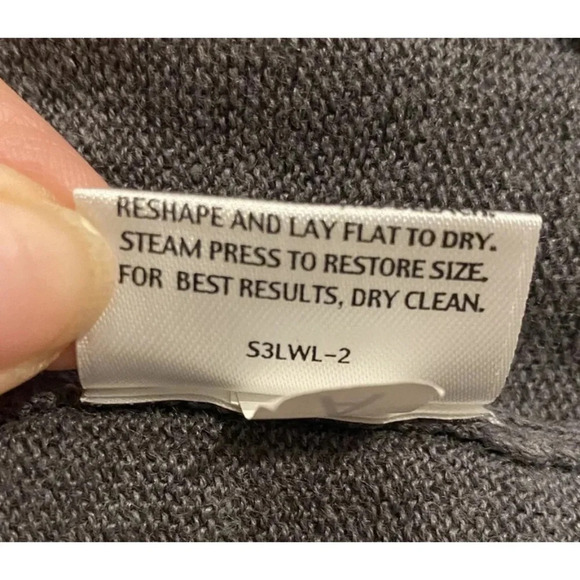 RESHAPE AND LAY FLAT TO DRY.
STEAM PRESS TO RESTORE SIZE.
FOR BEST RESULTS, DRY CLEAN.
S3LWL-2